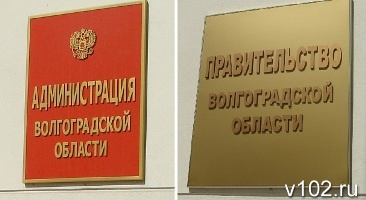 АДМИНИСТРАЦИЯ
ВОЛГОГРАДСКОЙ
ОБЛАСТИ
ПРАВИТЕЛЬСТВО
ВОЛГОГРАДСКОЙ
ОБЛАСТИ
v102.ru